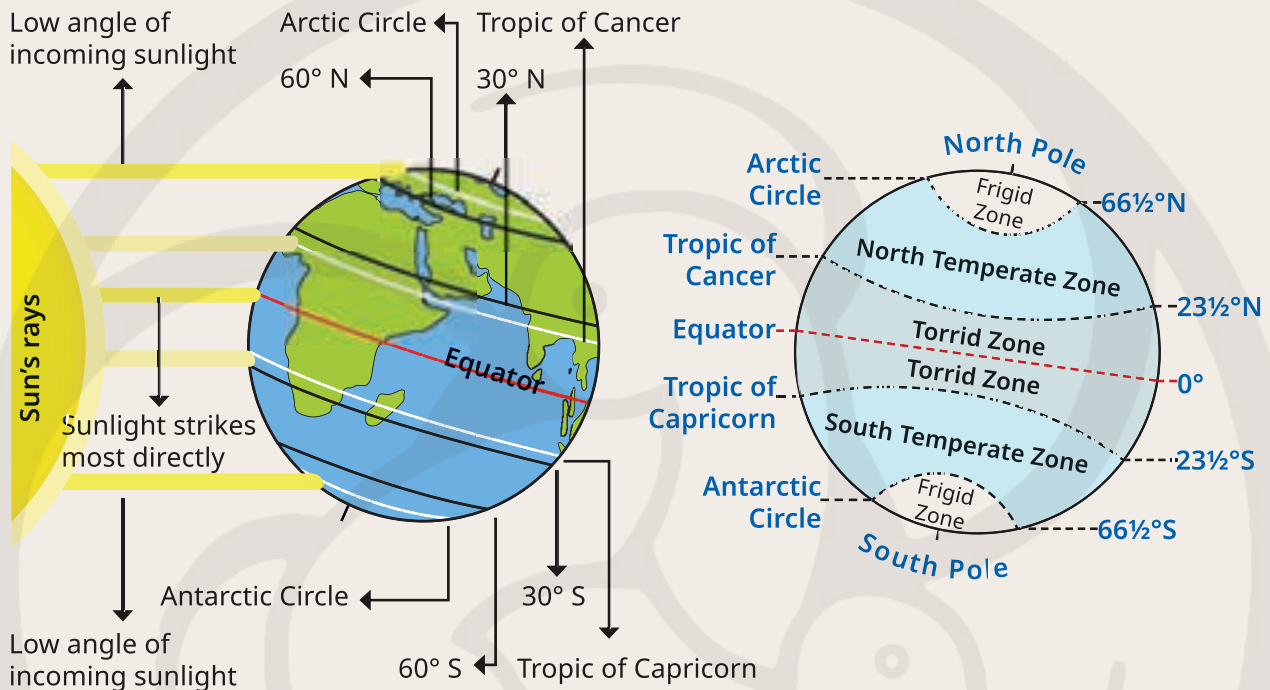 Low angle of
incoming sunlight
Arctic Circle
Tropic of Cancer
60° N
30° N
Sun's rays
Equator
Sunlight strikes
most directly
Antarctic Circle
30° S
Low angle of
incoming sunlight
60° S
Tropic of Capricorn
North Pole
Arctic
Circle
Frigid
Zone
66½°N
Tropic of
Cancer
North Temperate Zone
23½°N
Equator
Torrid Zone
Torrid Zone
0°
Tropic of
Capricorn
South Temperate Zone
23½°S
Antarctic
Circle
Frigid
Zone
66½°S
South Pole